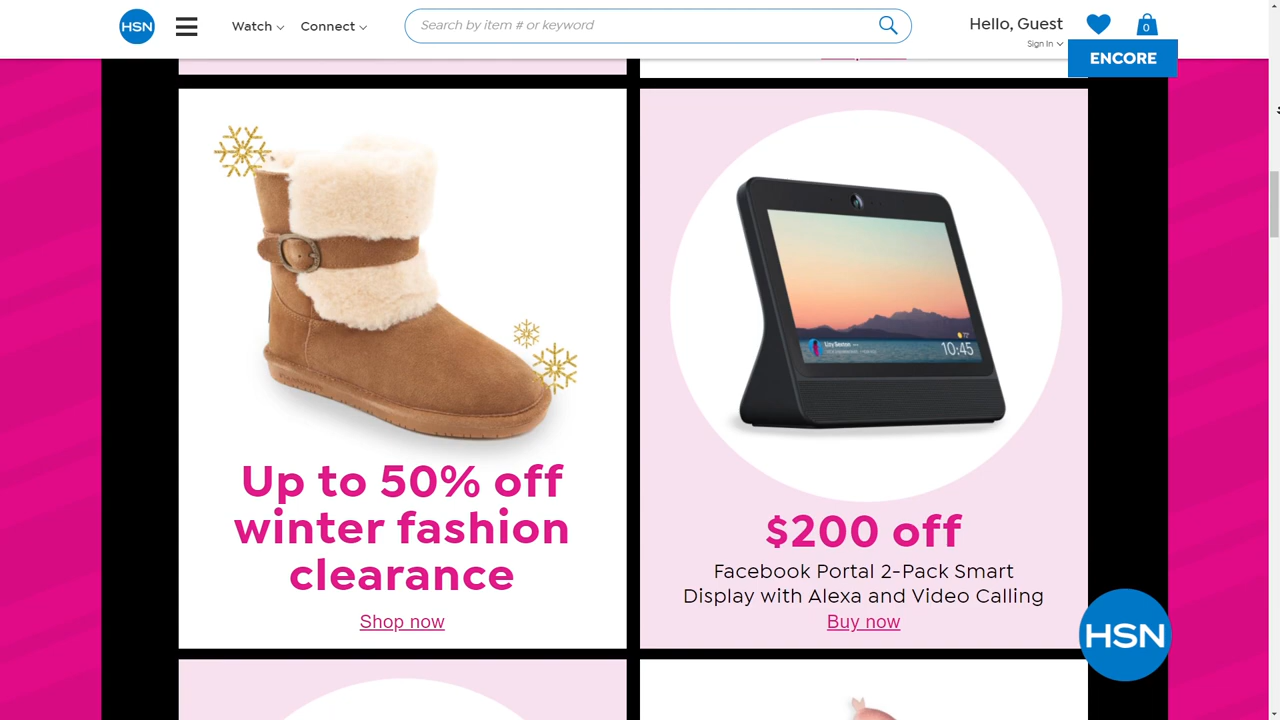 HSN
Watch
Connect
Search by item # or keyword
Hello, Guest
Sign In
0
ENCORE
Up to 50% off
winter fashion
clearance
Shop now
10:45
$200 off
Facebook Portal 2-Pack Smart
Display with Alexa and Video Calling
Buy now
HSN